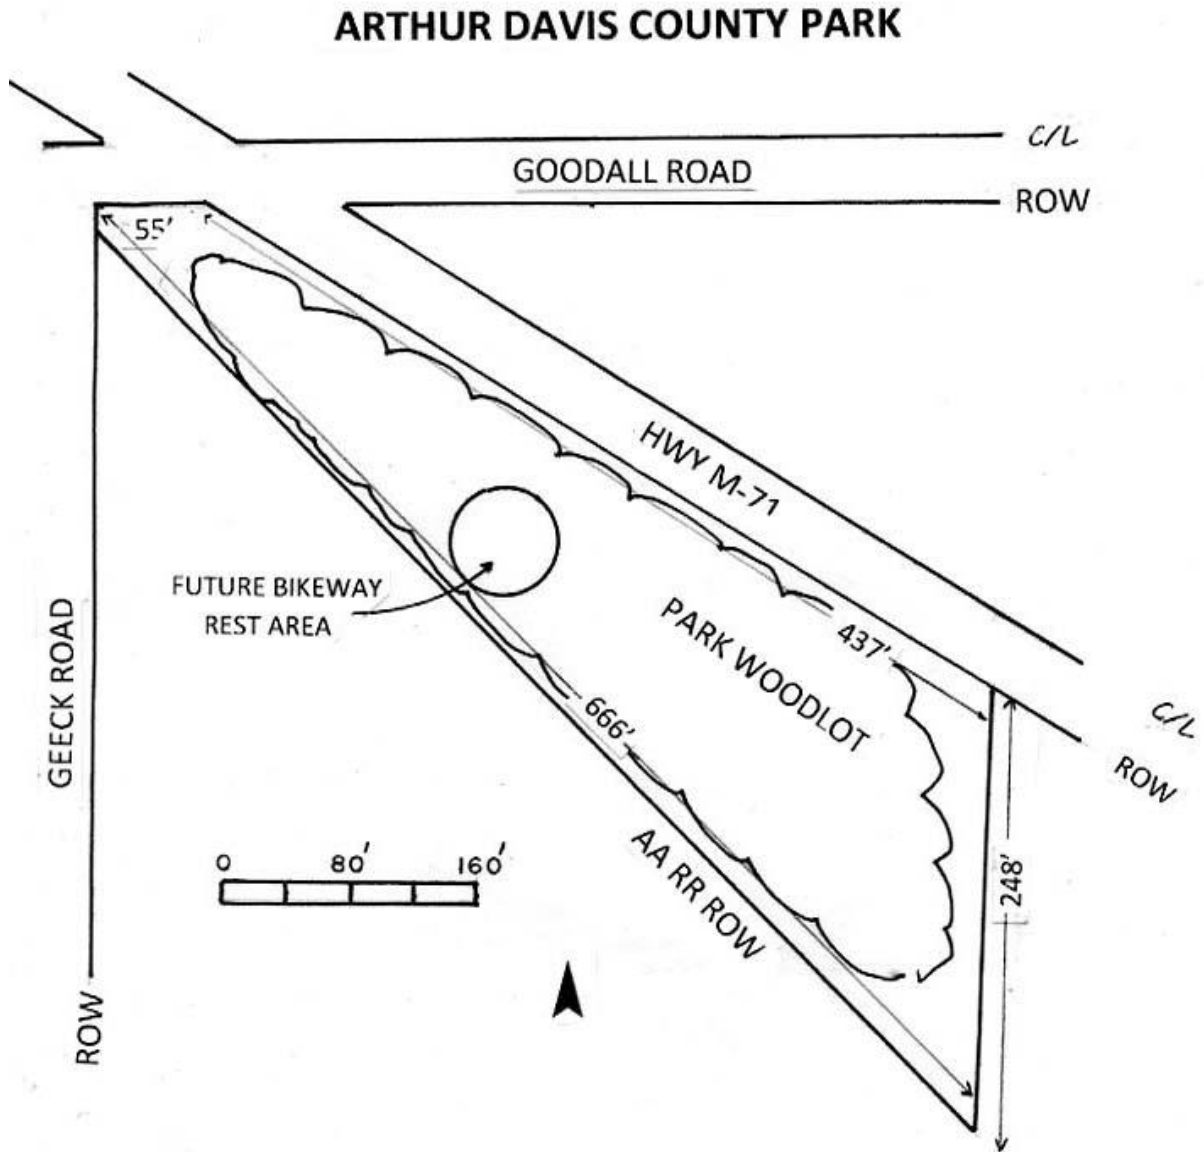 ARTHUR DAVIS COUNTY PARK
C/L
GOODALL ROAD
ROW
55'
HWY M-71
FUTURE BIKEWAY
REST AREA
PARK WOODLOT
437'
GEECK ROAD
666'
C/L
ROW
0 80' 160'
AA RR ROW
248'
ROW